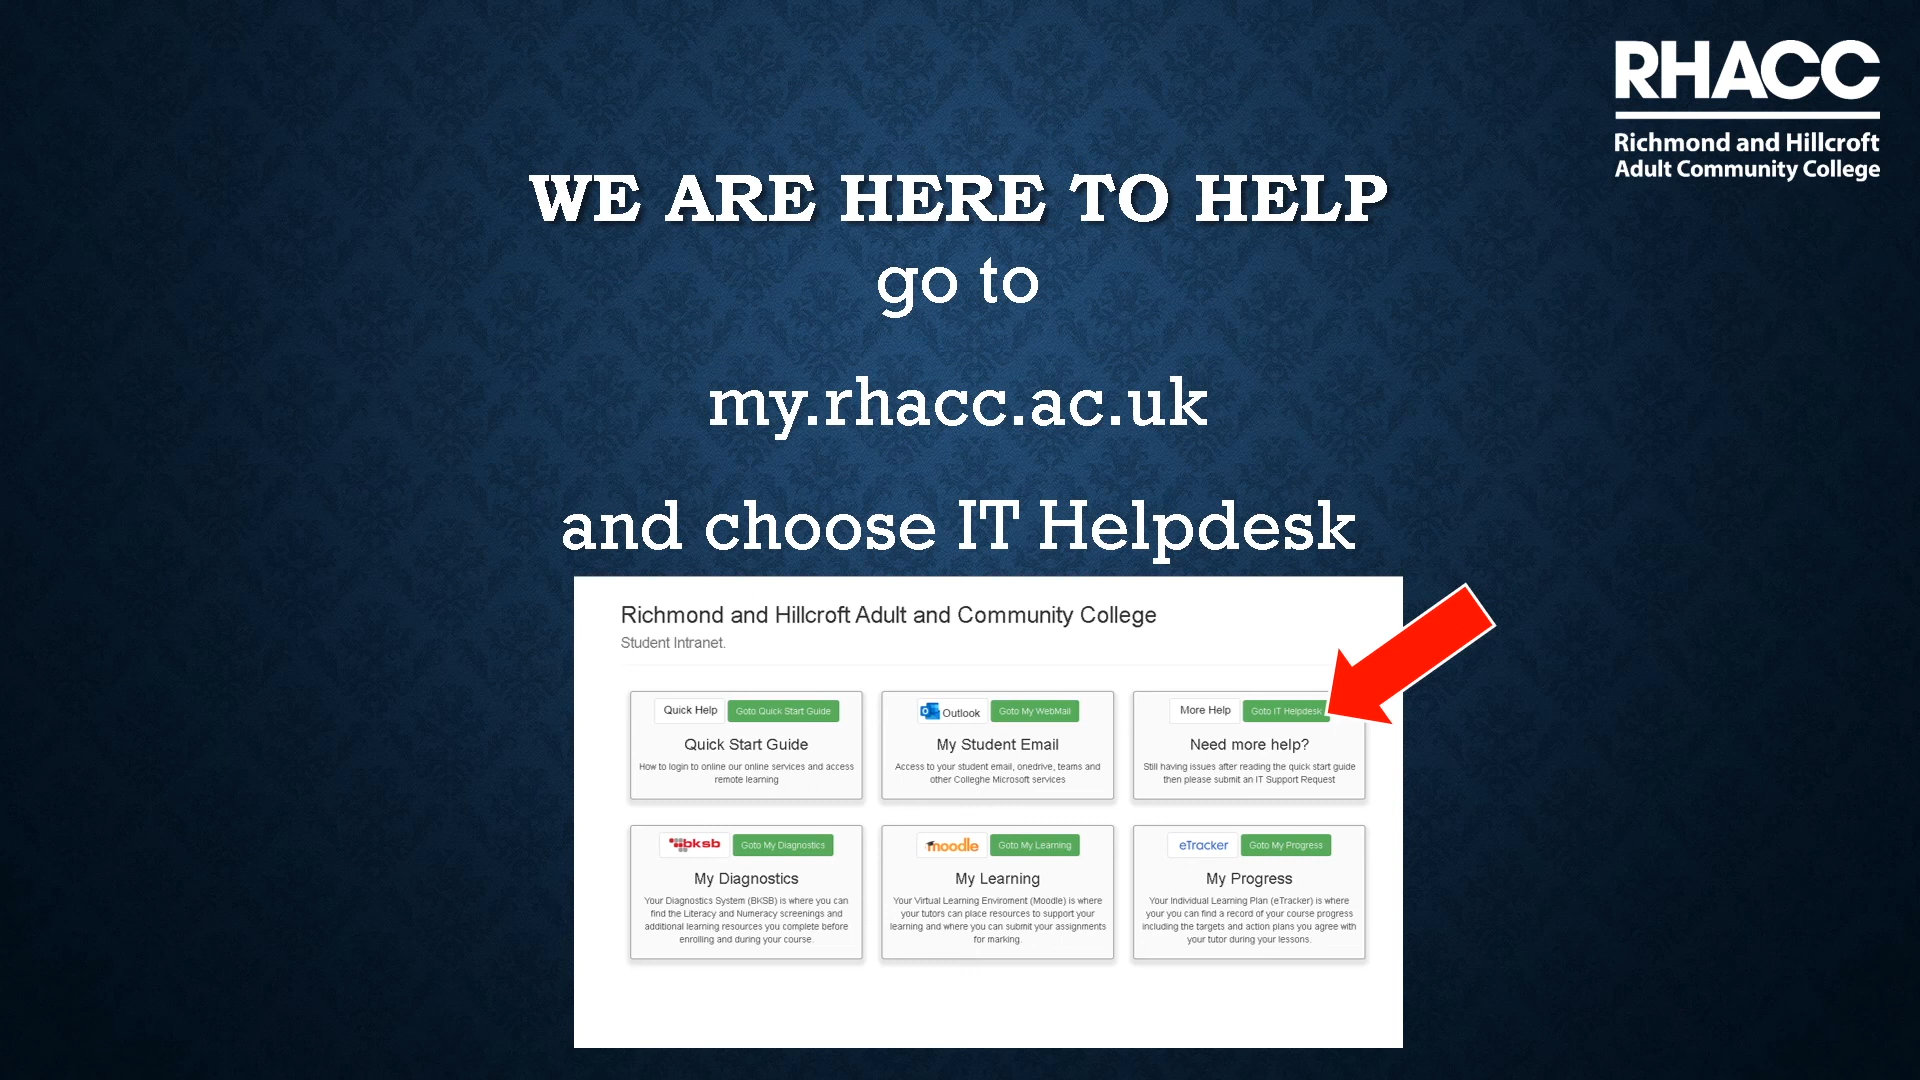 RHACC
Richmond and Hillcroft
Adult Community College
WE ARE HERE TO HELP
go to
my.rhacc.ac.uk
and choose IT Helpdesk
Richmond and Hillcroft Adult and Community College
Student Intranet.
Quick Help Goto Quick Start Guide
Quick Start Guide
How to login to online our online services and access
remote learning
Outlook Goto My WebMail
My Student Email
Access to your student email, onedrive, teams and
other Colleghe Microsoft services
More Help Goto IT Helpdesk
Need more help?
Still having issues after reading the quick start guide
then please submit an IT Support Request
bksb Goto My Diagnostics
My Diagnostics
Your Diagnostics System (BKSB) is where you can
find the Literacy and Numeracy screenings and
additional learning resources you complete before
enrolling and during your course.
moodle Goto My Learning
My Learning
Your Virtual Learning Enviroment (Moodle) is where
your tutors can place resources to support your
learning and where you can submit your assignments
for marking.
eTracker Goto My Progress
My Progress
Your Individual Learning Plan (eTracker) is where
your you can find a record of your course progress
including the targets and action plans you agree with
your tutor during your lessons.